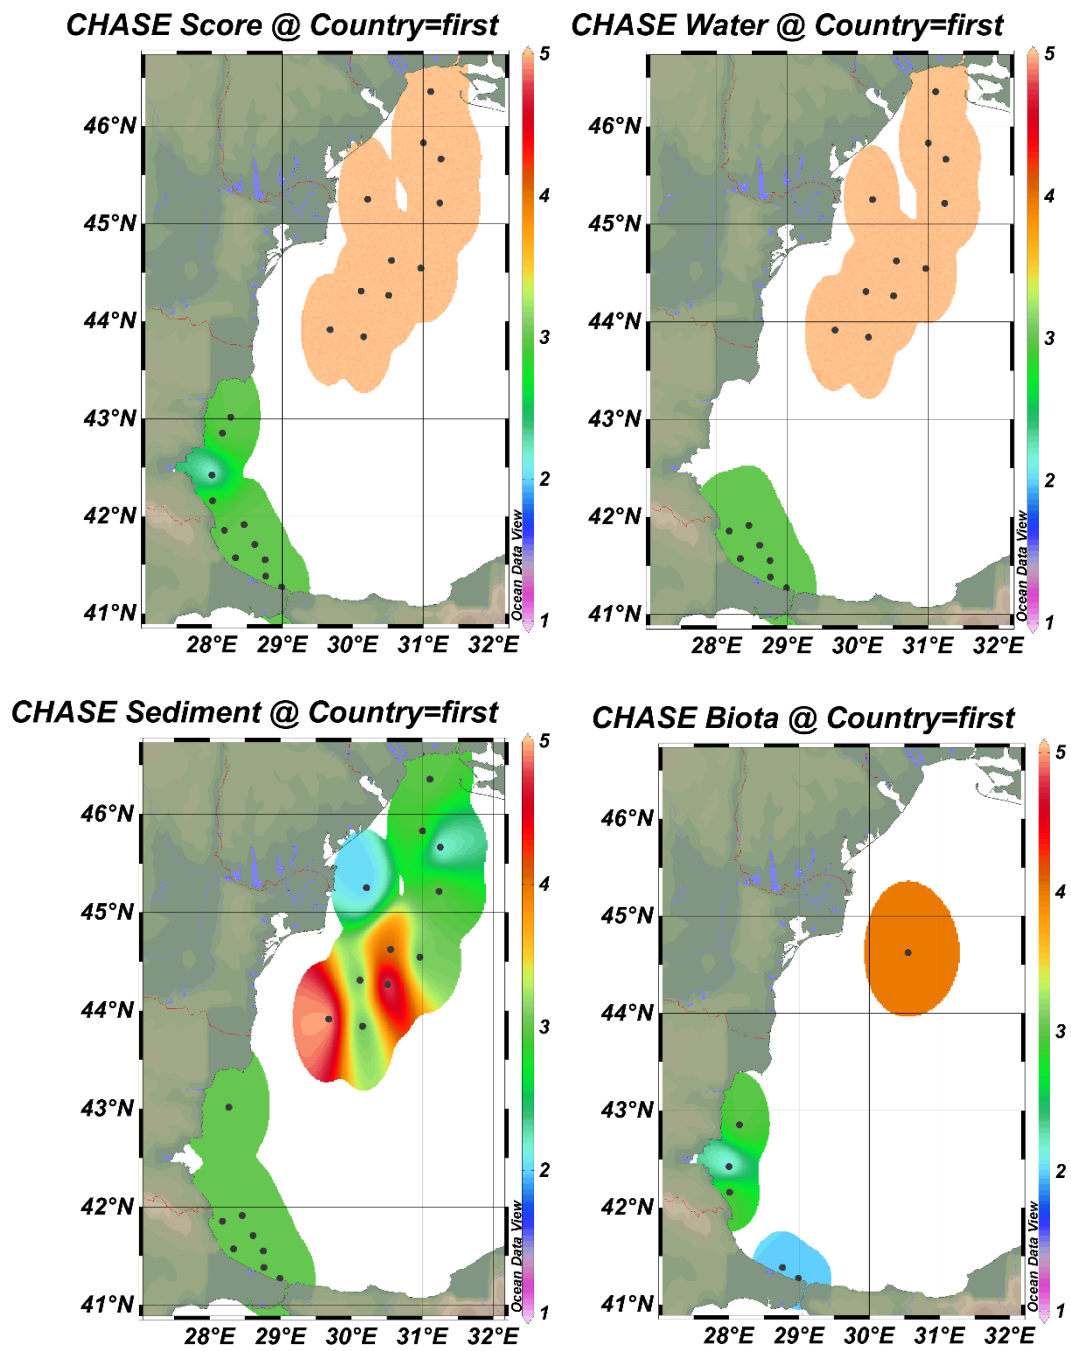 CHASE Score @ Country=first
CHASE Water @ Country=first
46°N
45°N
44°N
43°N
42°N
41°N
28°E 29°E 30°E 31°E 32°E
5
4
3
2
1
Ocean Data View
46°N
45°N
44°N
43°N
42°N
41°N
28°E 29°E 30°E 31°E 32°E
5
4
3
2
1
Ocean Data View
CHASE Sediment @ Country=first
CHASE Biota @ Country=first
46°N
45°N
44°N
43°N
42°N
41°N
28°E 29°E 30°E 31°E 32°E
5
4
3
2
1
Ocean Data View
46°N
45°N
44°N
43°N
42°N
41°N
28°E 29°E 30°E 31°E 32°E
5
4
3
2
1
Ocean Data View